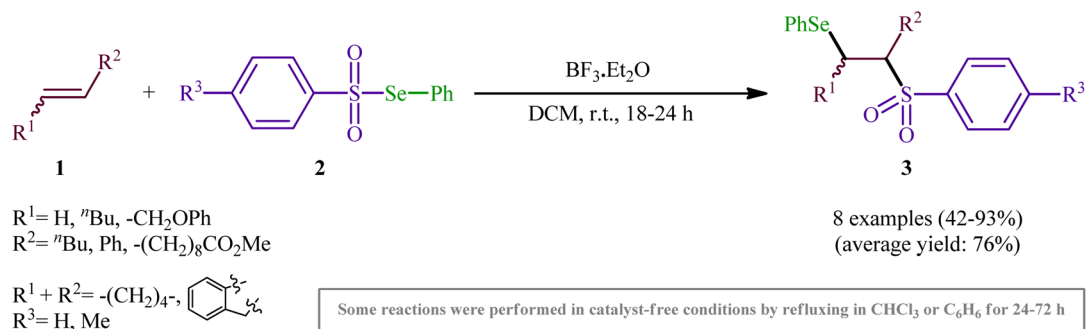 R² PhSe R²
R¹ + R³ O S O Se Ph BF₃.Et₂O R¹ S O O R³
DCM, r.t., 18-24 h
1 2 3
R¹= H, ⁿBu, -CH₂OPh 8 examples (42-93%)
R²= ⁿBu, Ph, -(CH₂)₈CO₂Me (average yield: 76%)
R¹ + R²= -(CH₂)₄-,
R³= H, Me
Some reactions were performed in catalyst-free conditions by refluxing in CHCl₃ or C₆H₆ for 24-72 h